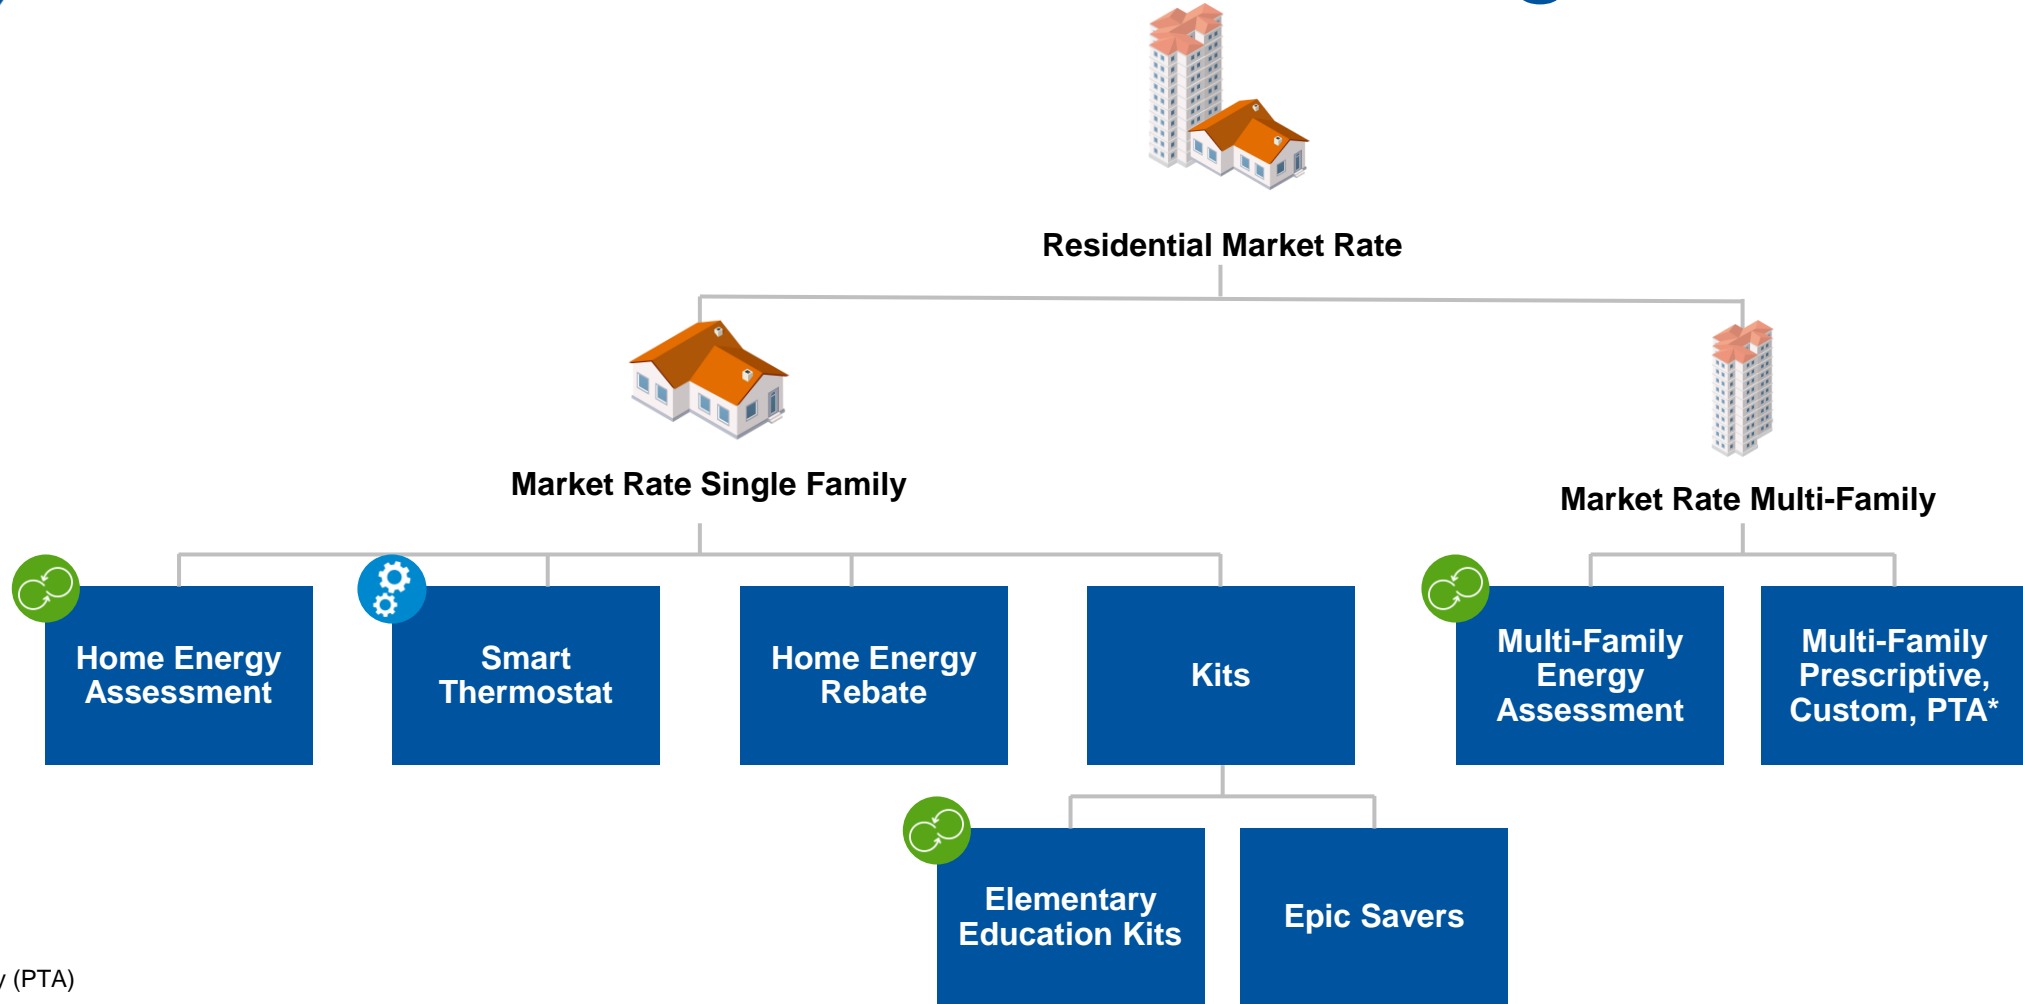 Residential Market Rate
Market Rate Single Family
Market Rate Multi-Family
Home Energy
Assessment
Smart
Thermostat
Home Energy
Rebate
Kits
Multi-Family
Energy
Assessment
Multi-Family
Prescriptive,
Custom, PTA*
Elementary
Education Kits
Epic Savers
(PTA)